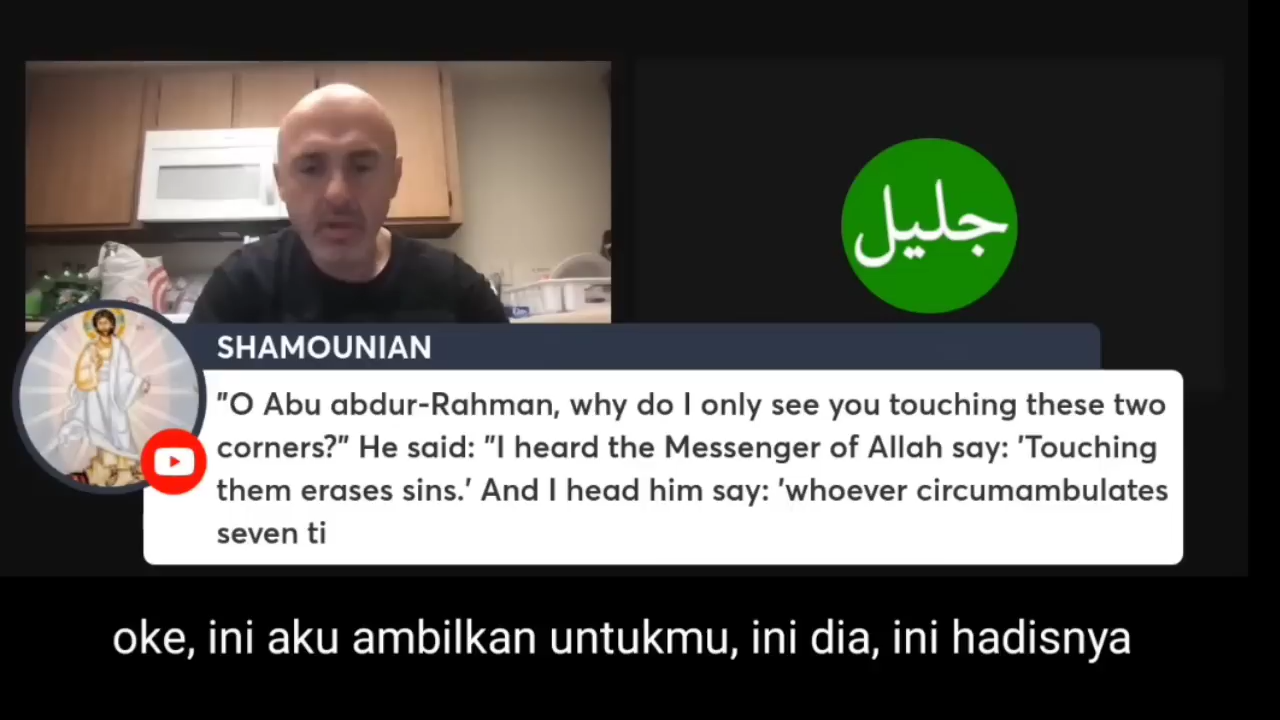 جليل
SHAMOUNIAN
"O Abu abdur-Rahman, why do I only see you touching these two
corners?" He said: "I heard the Messenger of Allah say: 'Touching
them erases sins.' And I head him say: 'whoever circumambulates
seven ti
oke, ini aku ambilkan untukmu, ini dia, ini hadisnya